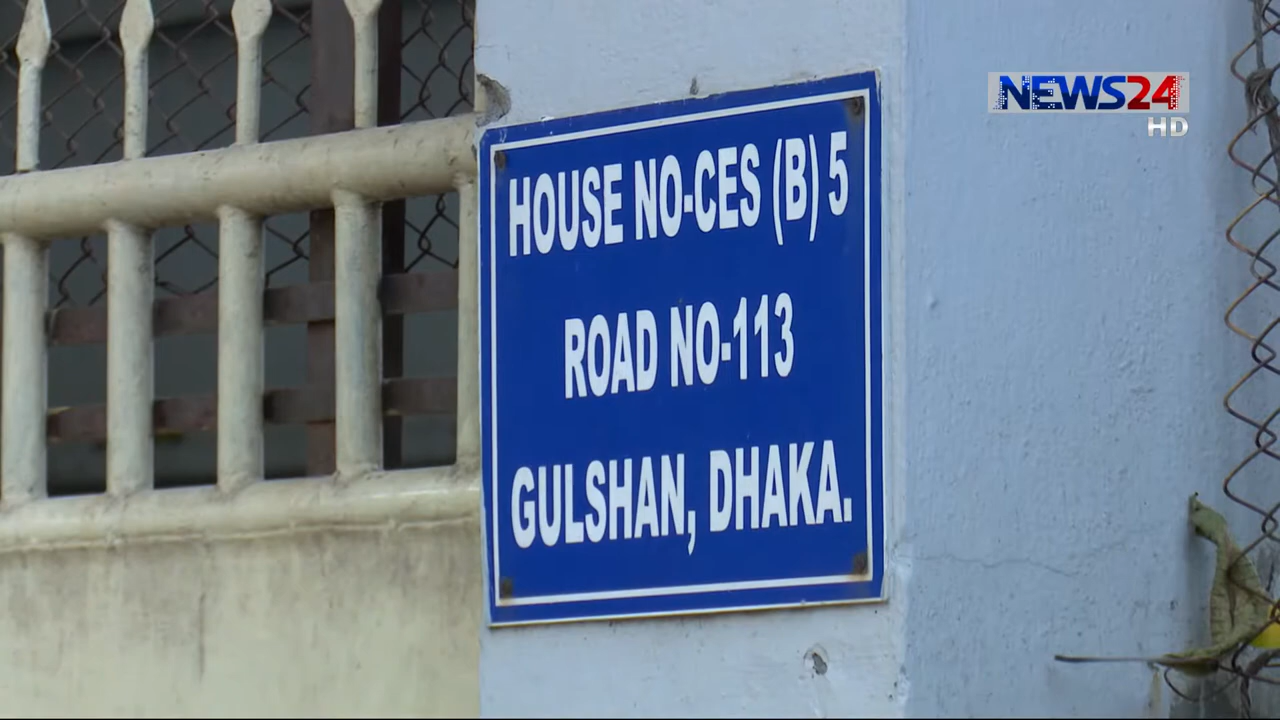 NEWS24
HD
HOUSE NO-CES (B) 5
ROAD NO-113
GULSHAN, DHAKA.